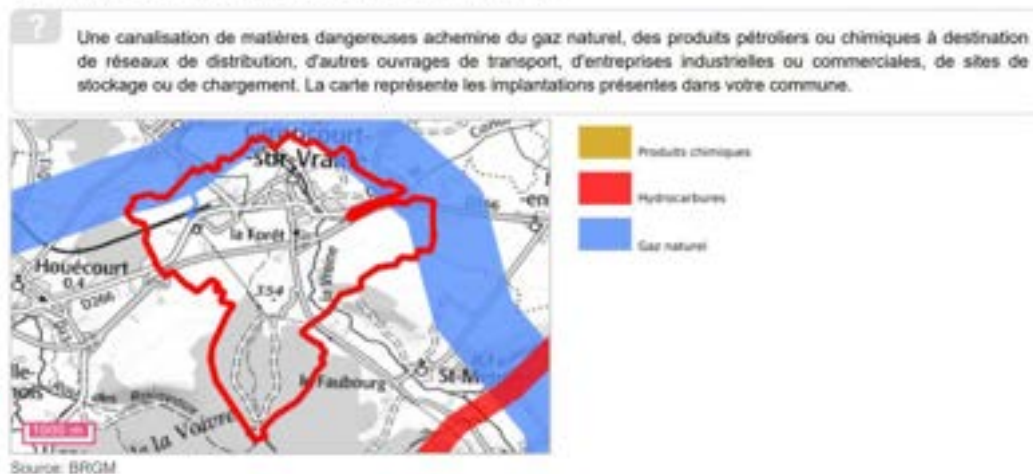 ?
Une canalisation de matières dangereuses achemine du gaz naturel, des produits pétroliers ou chimiques à destination
de réseaux de distribution, d'autres ouvrages de transport, d'entreprises industrielles ou commerciales, de sites de
stockage ou de chargement. La carte représente les implantations présentes dans votre commune.
-sur-Vraine
la Forêt
Houécourt
D266
354
le Faubourg
St-M
la Voivre
-en
Produits chimiques
Hydrocarbures
Gaz naturel
1000 m
Source: BRGM